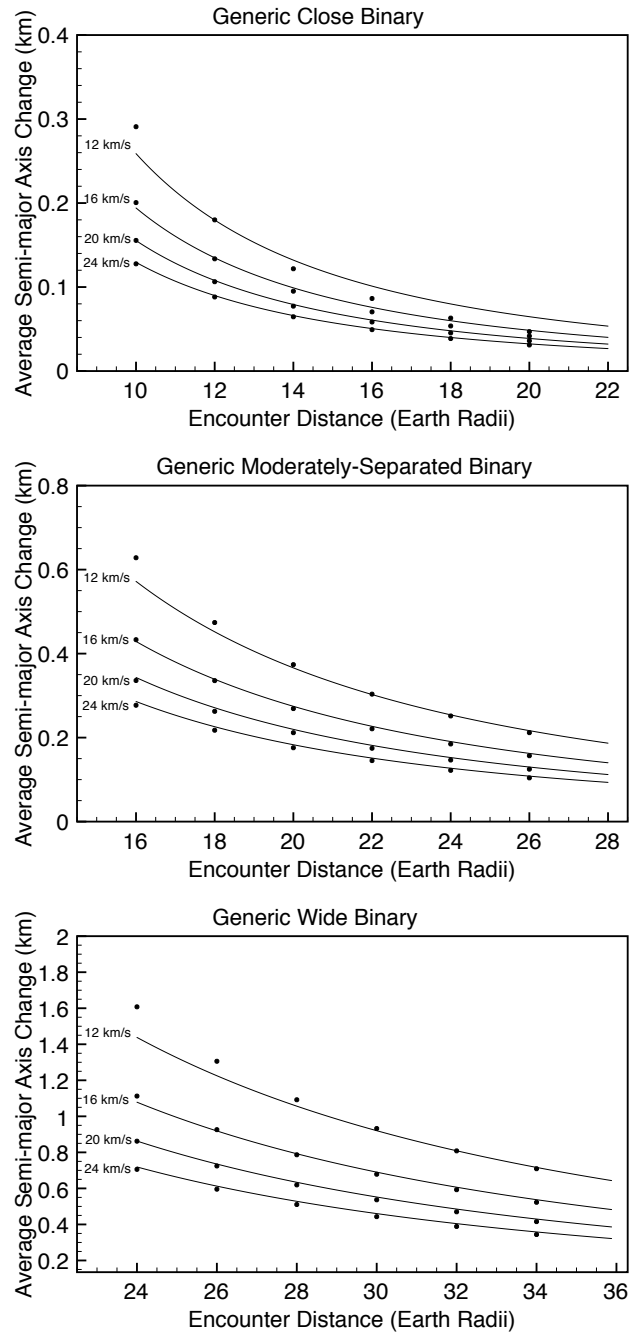 Generic Close Binary
Average Semi-major Axis Change (km)
0.4
0.3
0.2
0.1
0
12 km/s
16 km/s
20 km/s
24 km/s
10 12 14 16 18 20 22
Encounter Distance (Earth Radii)
Generic Moderately-Separated Binary
Average Semi-major Axis Change (km)
0.8
0.6
0.4
0.2
0
12 km/s
16 km/s
20 km/s
24 km/s
16 18 20 22 24 26 28
Encounter Distance (Earth Radii)
Generic Wide Binary
Average Semi-major Axis Change (km)
2
1.8
1.6
1.4
1.2
1
0.8
0.6
0.4
0.2
12 km/s
16 km/s
20 km/s
24 km/s
24 26 28 30 32 34 36
Encounter Distance (Earth Radii)